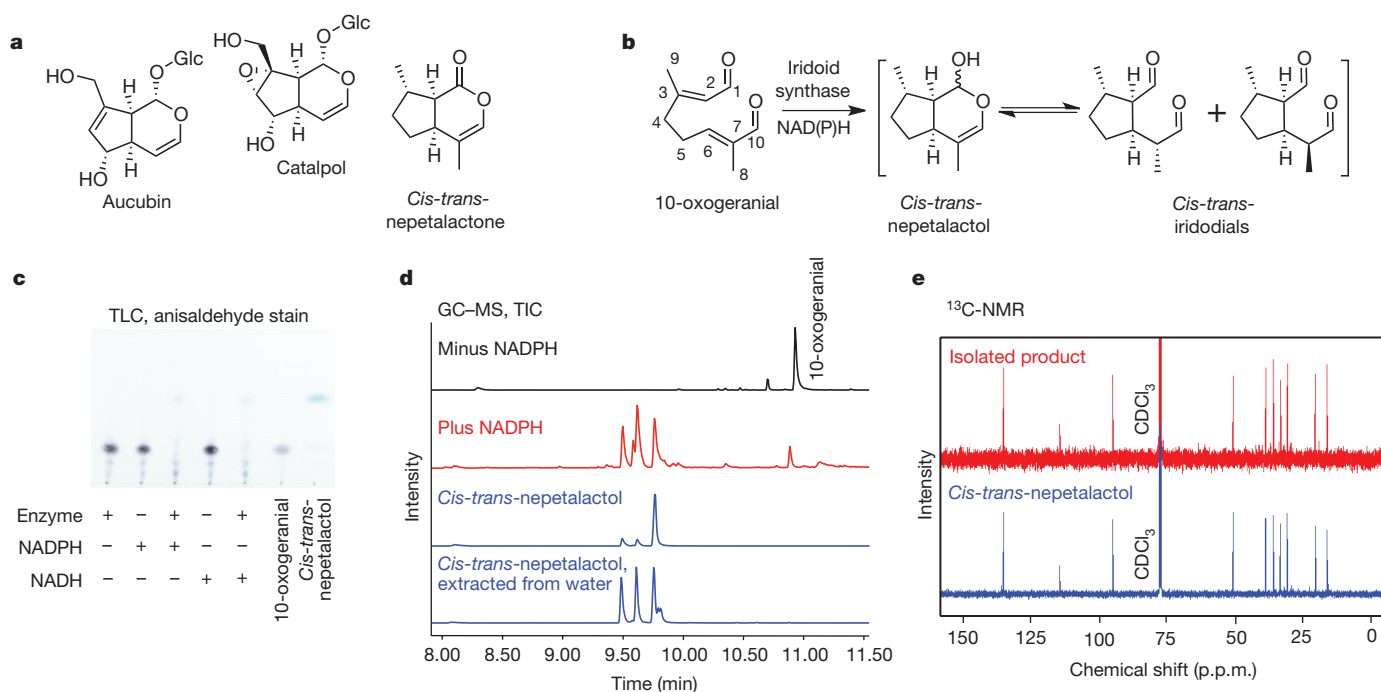 a
HO
O
Glc
H
O
H
HO
Aucubin
HO
O
Glc
O
H
O
H
HO
Catalpol
H
O
O
H
Cis-trans-
nepetalactone
b
9
3
2
1
O
4
O
7
10
5
6
8
10-oxogeranial
Iridoid
synthase
NAD(P)H
H
OH
O
H
Cis-trans-
nepetalactol
H
O
O
H
+
H
O
O
H
Cis-trans-
iridodials
c
TLC, anisaldehyde stain
Enzyme + – + – +
NADPH – + + – –
NADH – – – + +
10-oxogeranial
Cis-trans-
nepetalactol
d
GC–MS, TIC
Minus NADPH
10-oxogeranial
Plus NADPH
Cis-trans-nepetalactol
Cis-trans-nepetalactol,
extracted from water
Intensity
8.00 9.00 9.50 10.00 10.50 11.00 11.50
Time (min)
e
¹³C-NMR
Isolated product
CDCl₃
Cis-trans-nepetalactol
CDCl₃
Intensity
150 125 100 75 50 25 0
Chemical shift (p.p.m.)